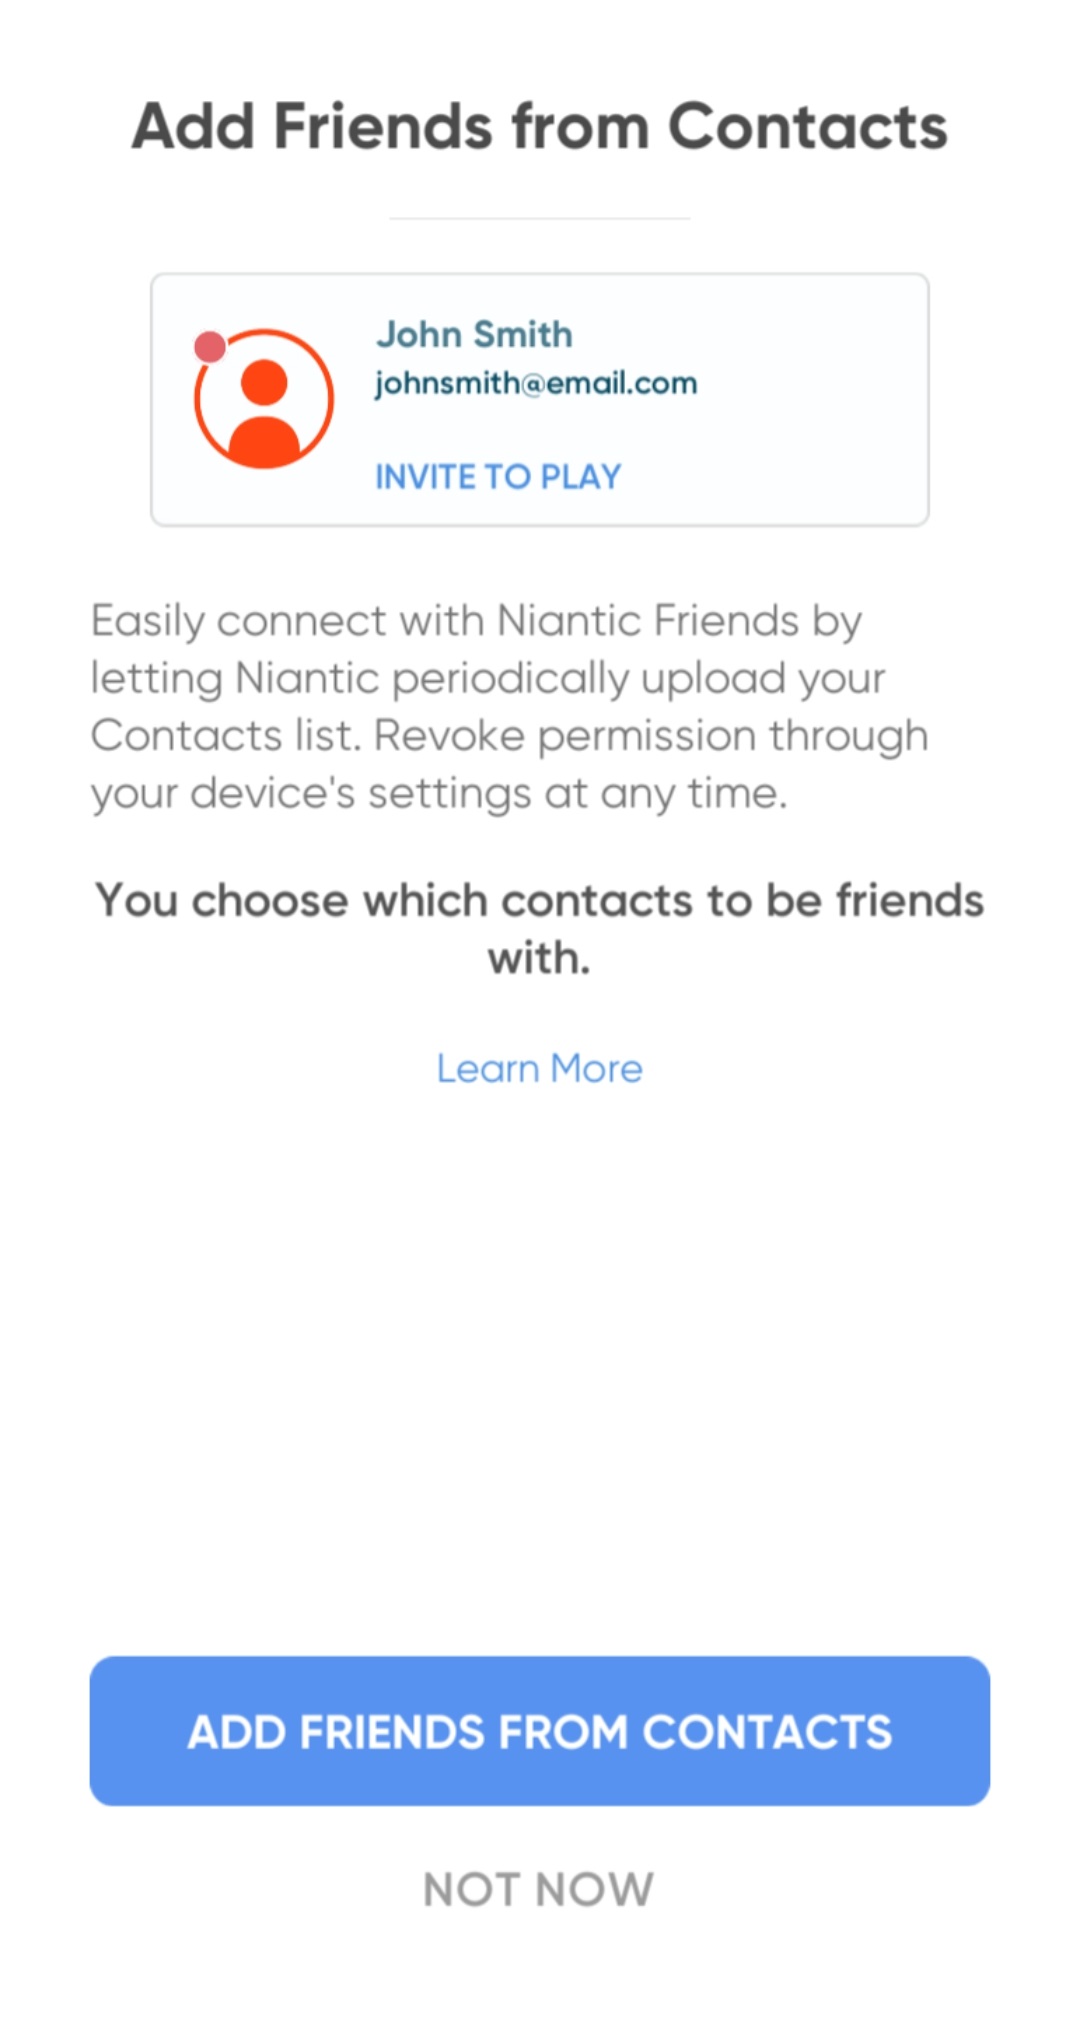 Add Friends from Contacts
John Smith
johnsmith@email.com
INVITE TO PLAY
Easily connect with Niantic Friends by
letting Niantic periodically upload your
Contacts list. Revoke permission through
your device's settings at any time.
You choose which contacts to be friends
with.
Learn More
ADD FRIENDS FROM CONTACTS
NOT NOW